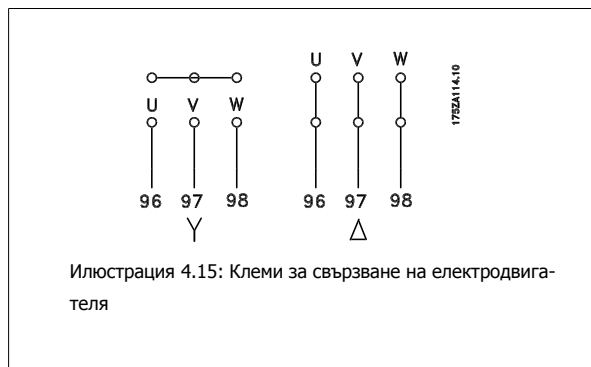 U V W
U V W
96 97 98
96 97 98
Y
Δ
175ZA114.10
Илюстрация 4.15: Клеми за свързване на електродвига-
теля